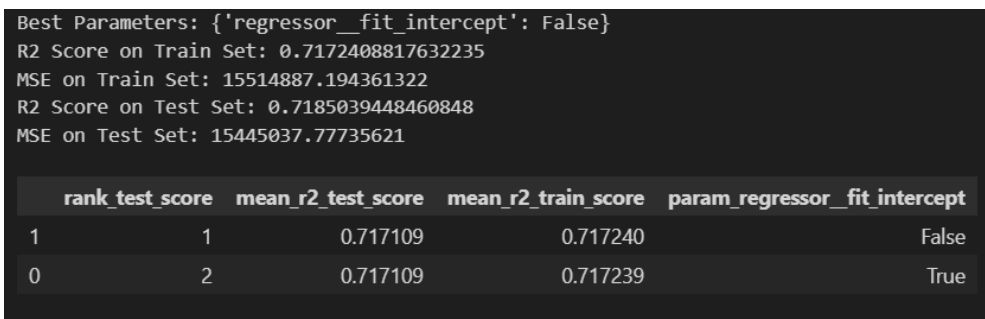 Best Parameters: {'regressor__fit_intercept': False}
R2 Score on Train Set: 0.7172408817632235
MSE on Train Set: 15514887.194361322
R2 Score on Test Set: 0.7185039448460848
MSE on Test Set: 15445037.77735621
rank_test_score mean_r2_test_score mean_r2_train_score param_regressor__fit_intercept
1 1 0.717109 0.717240 False
0 2 0.717109 0.717239 True